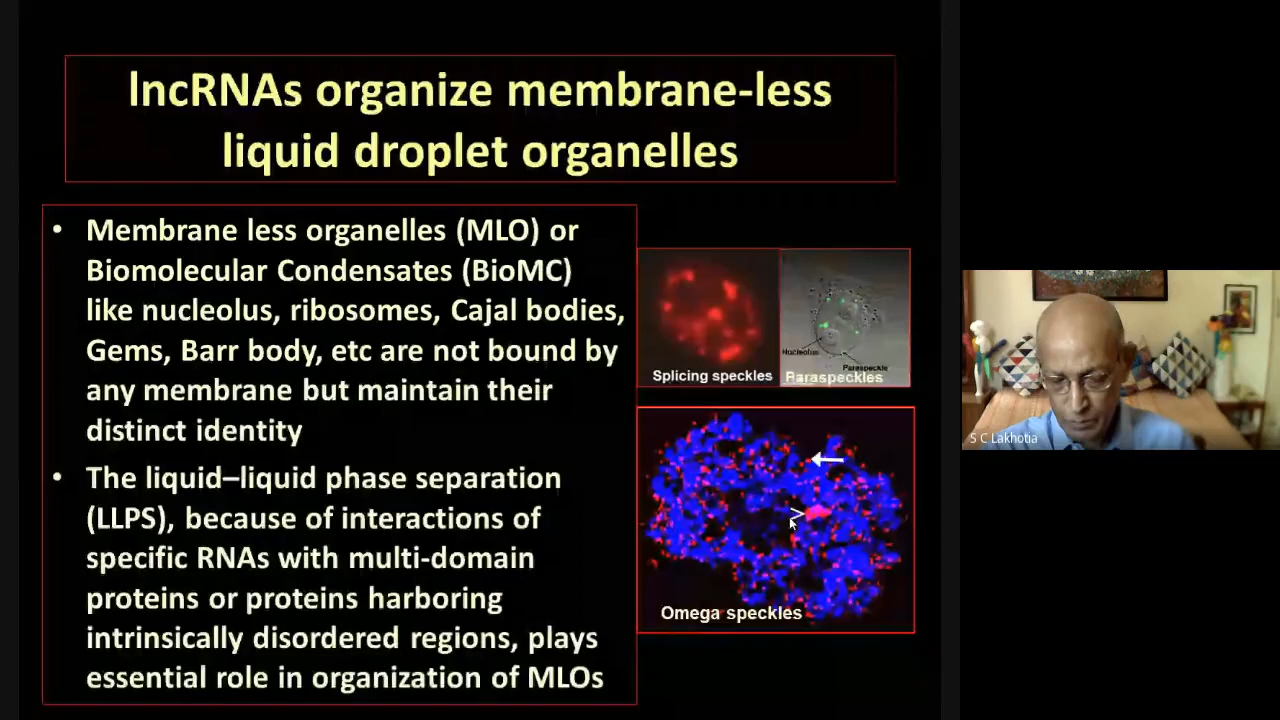 lncRNAs organize membrane-less
liquid droplet organelles
• Membrane less organelles (MLO) or
Biomolecular Condensates (BioMC)
like nucleolus, ribosomes, Cajal bodies,
Gems, Barr body, etc are not bound by
any membrane but maintain their
distinct identity
• The liquid–liquid phase separation
(LLPS), because of interactions of
specific RNAs with multi-domain
proteins or proteins harboring
intrinsically disordered regions, plays
essential role in organization of MLOs
Splicing speckles
Nucleolus
Paraspeckle
Paraspeckles
Omega speckles
S C Lakhotia